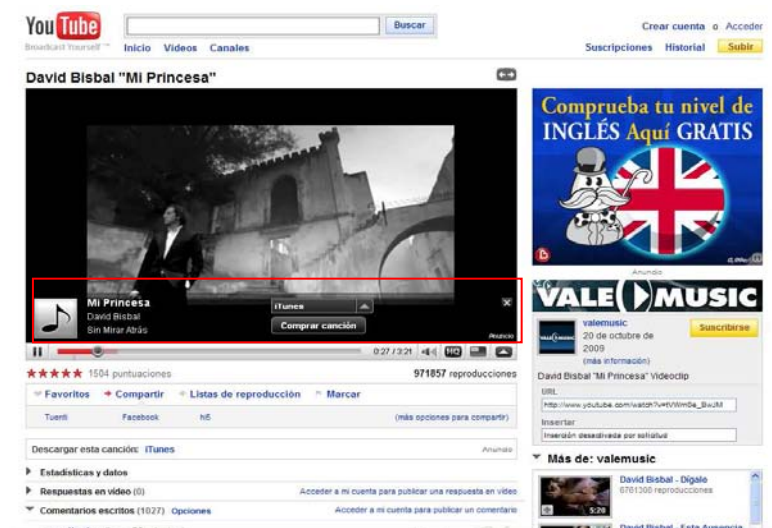 YouTube
Broadcast Yourself ™
Buscar
Crear cuenta o Acceder
Inicio Vídeos Canales
Suscripciones Historial Subir
David Bisbal "Mi Princesa"
Comprueba tu nivel de
INGLÉS Aquí GRATIS
Anuncio
Mi Princesa
David Bisbal
Sin Mirar Atrás
iTunes
Comprar canción
Anuncio
0:27 / 3:21 HQ
1504 puntuaciones
971857 reproducciones
Favoritos Compartir Listas de reproducción Marcar
Tuenti Facebook hi5 (más opciones para compartir)
Descargar esta canción: iTunes Anuncio
Estadísticas y datos
Respuestas en vídeo (0) Acceder a mi cuenta para publicar una respuesta en vídeo
Comentarios escritos (1027) Opciones Acceder a mi cuenta para publicar un comentario
VALE MUSIC
valemusic
20 de octubre de
2009
(más información)
Suscribirse
David Bisbal "Mi Princesa" Videoclip
URL
Insertar
Inserción desactivada por solicitud
Más de: valemusic
David Bisbal - Dígale
6761300 reproducciones
5:20
David Bisbal - Esta Ausencia